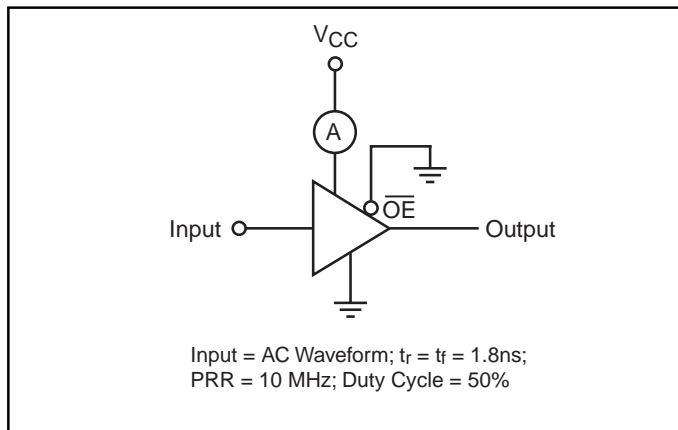 VCC
A
OE
Input
Output
Input = AC Waveform; tr = tf = 1.8ns;
PRR = 10 MHz; Duty Cycle = 50%